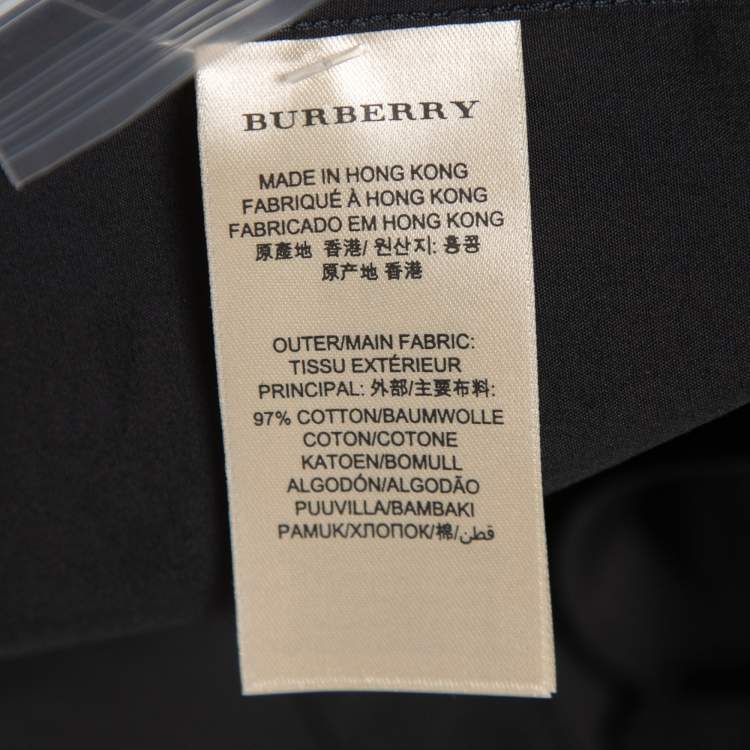 BURBERRY
MADE IN HONG KONG
FABRIQUÉ À HONG KONG
FABRICADO EM HONG KONG
原產地 香港/ 원산지: 홍콩
原产地 香港
OUTER/MAIN FABRIC:
TISSU EXTÉRIEUR
PRINCIPAL: 外部/主要布料:
97% COTTON/BAUMWOLLE
COTON/COTONE
KATOEN/BOMULL
ALGODÓN/ALGODÃO
PUUVILLA/BAMBAKI
PAMUK/ХЛОПОК/棉/قطن